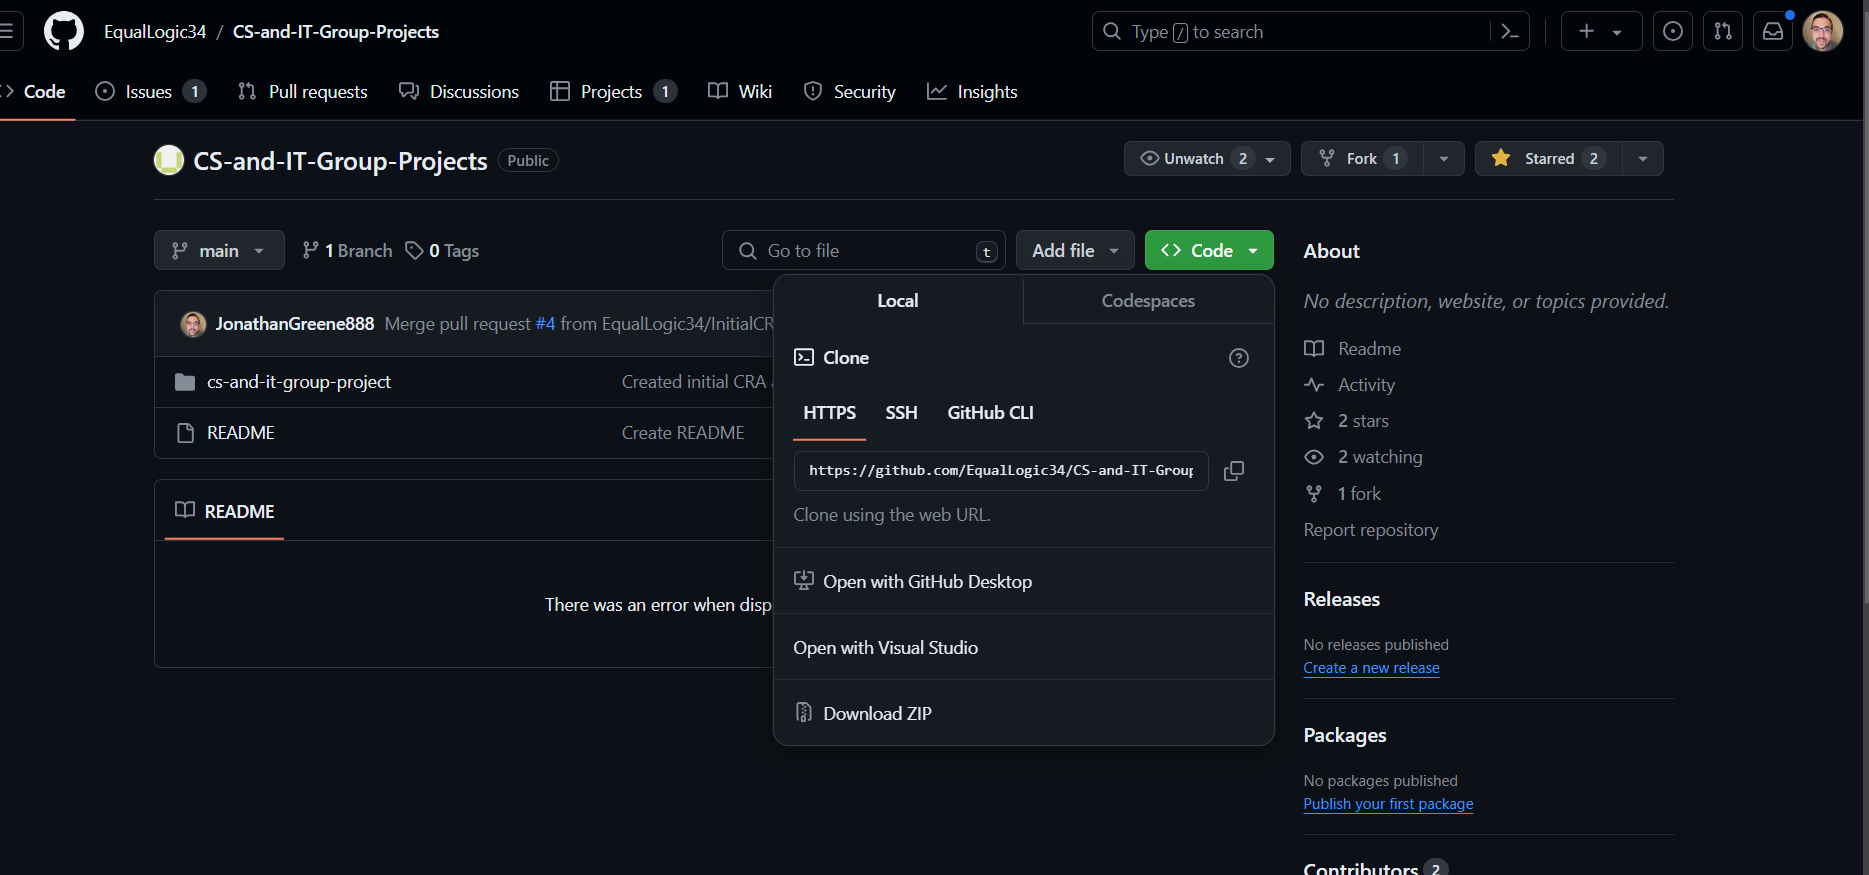 EqualLogic34 / CS-and-IT-Group-Projects
Type / to search
Code
Issues 1
Pull requests
Discussions
Projects 1
Wiki
Security
Insights
CS-and-IT-Group-Projects Public
Unwatch 2
Fork 1
Starred 2
main
1 Branch
0 Tags
Go to file t
Add file
Code
JonathanGreene888 Merge pull request #4 from EqualLogic34/InitialCR
cs-and-it-group-project Created initial CRA
README Create README
README
There was an error when disp
Local
Codespaces
Clone
HTTPS SSH GitHub CLI
https://github.com/EqualLogic34/CS-and-IT-Group
Clone using the web URL.
Open with GitHub Desktop
Open with Visual Studio
Download ZIP
About
No description, website, or topics provided.
Readme
Activity
2 stars
2 watching
1 fork
Report repository
Releases
No releases published
Create a new release
Packages
No packages published
Publish your first package
Contributors 2